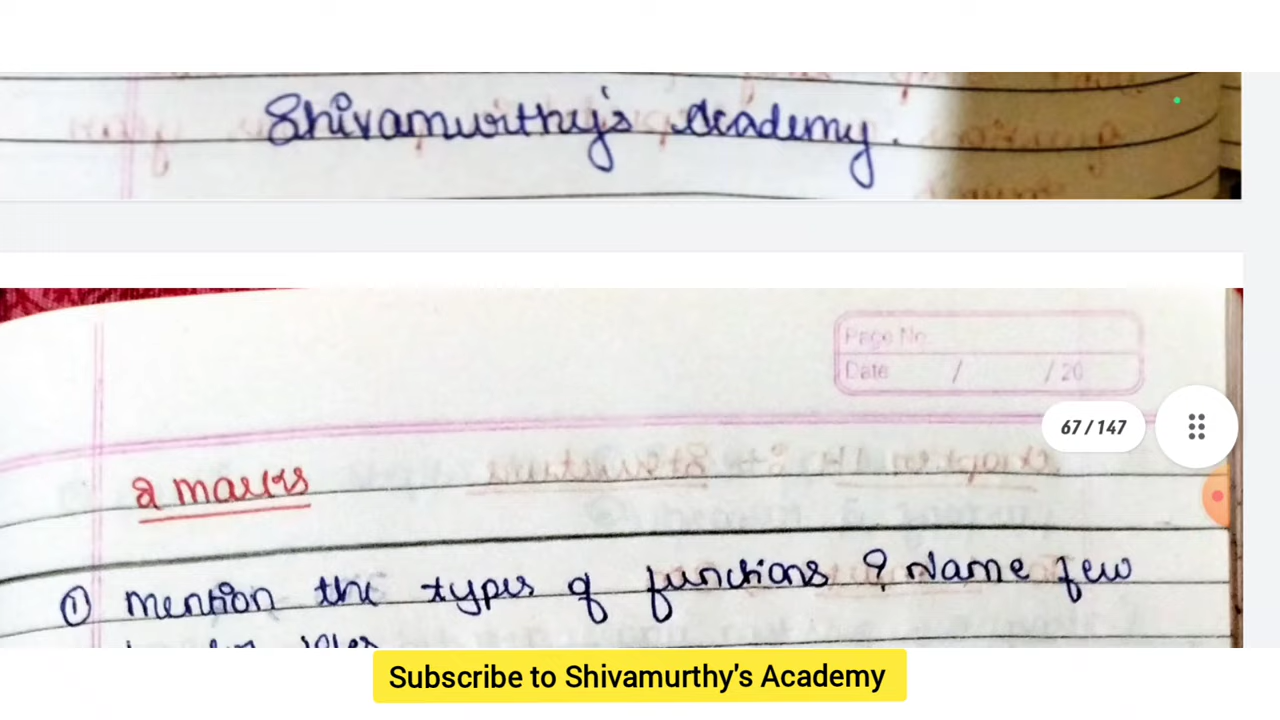 Shivamurthy's Academy.
Page No
Date / / 20
67/147
2 marks
① Mention the types of functions ? Name few
Subscribe to Shivamurthy's Academy